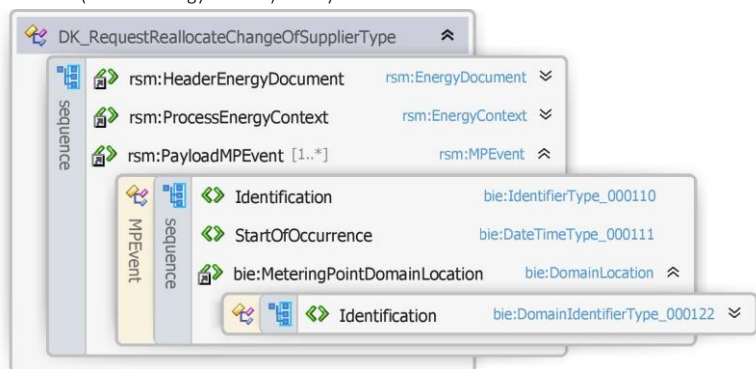 DK_RequestReallocateChangeOfSupplierType
sequence
rsm:HeaderEnergyDocument rsm:EnergyDocument
rsm:ProcessEnergyContext rsm:EnergyContext
rsm:PayloadMPEvent [1..*] rsm:MPEvent
MPEvent
sequence
Identification bie:IdentifierType_000110
StartOfOccurrence bie:DateTimeType_000111
bie:MeteringPointDomainLocation bie:DomainLocation
Identification bie:DomainIdentifierType_000122